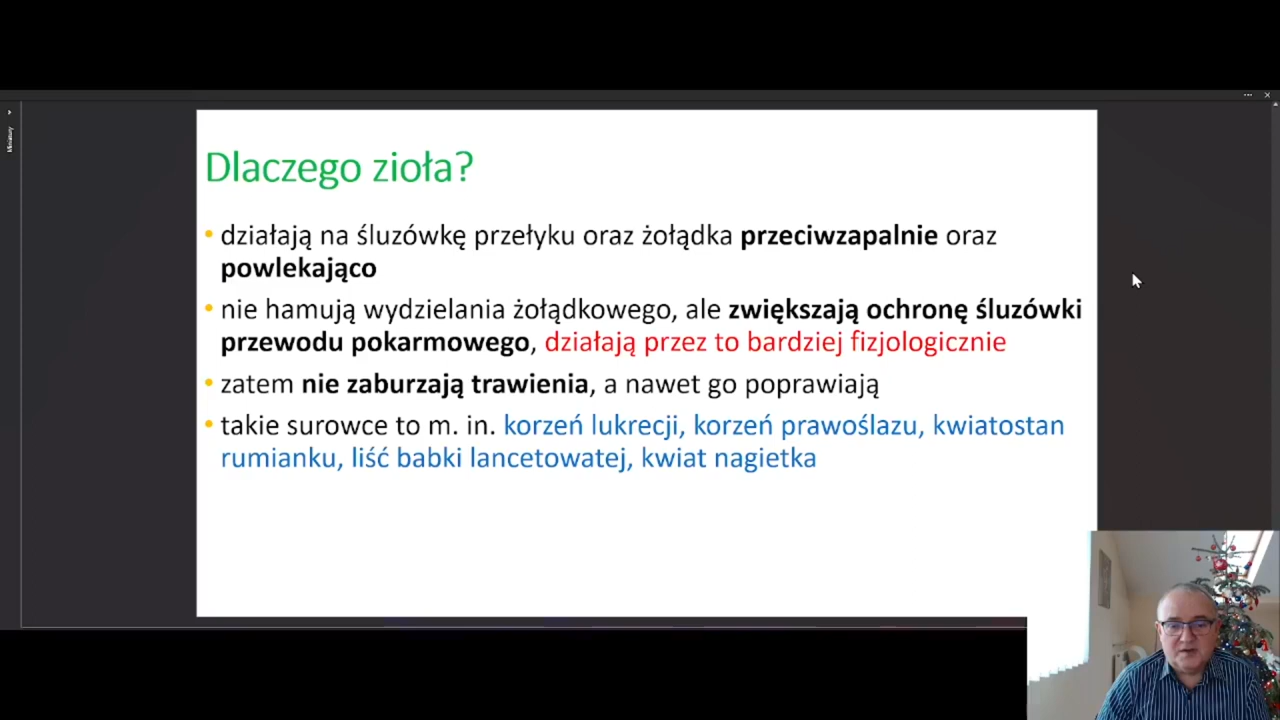 Miniatury
Dlaczego zioła?
• działają na śluzówkę przełyku oraz żołądka przeciwzapalnie oraz
powlekająco
• nie hamują wydzielania żołądkowego, ale zwiększają ochronę śluzówki
przewodu pokarmowego, działają przez to bardziej fizjologicznie
• zatem nie zaburzają trawienia, a nawet go poprawiają
• takie surowce to m. in. korzeń lukrecji, korzeń prawoślazu, kwiatostan
rumianku, liść babki lancetowatej, kwiat nagietka